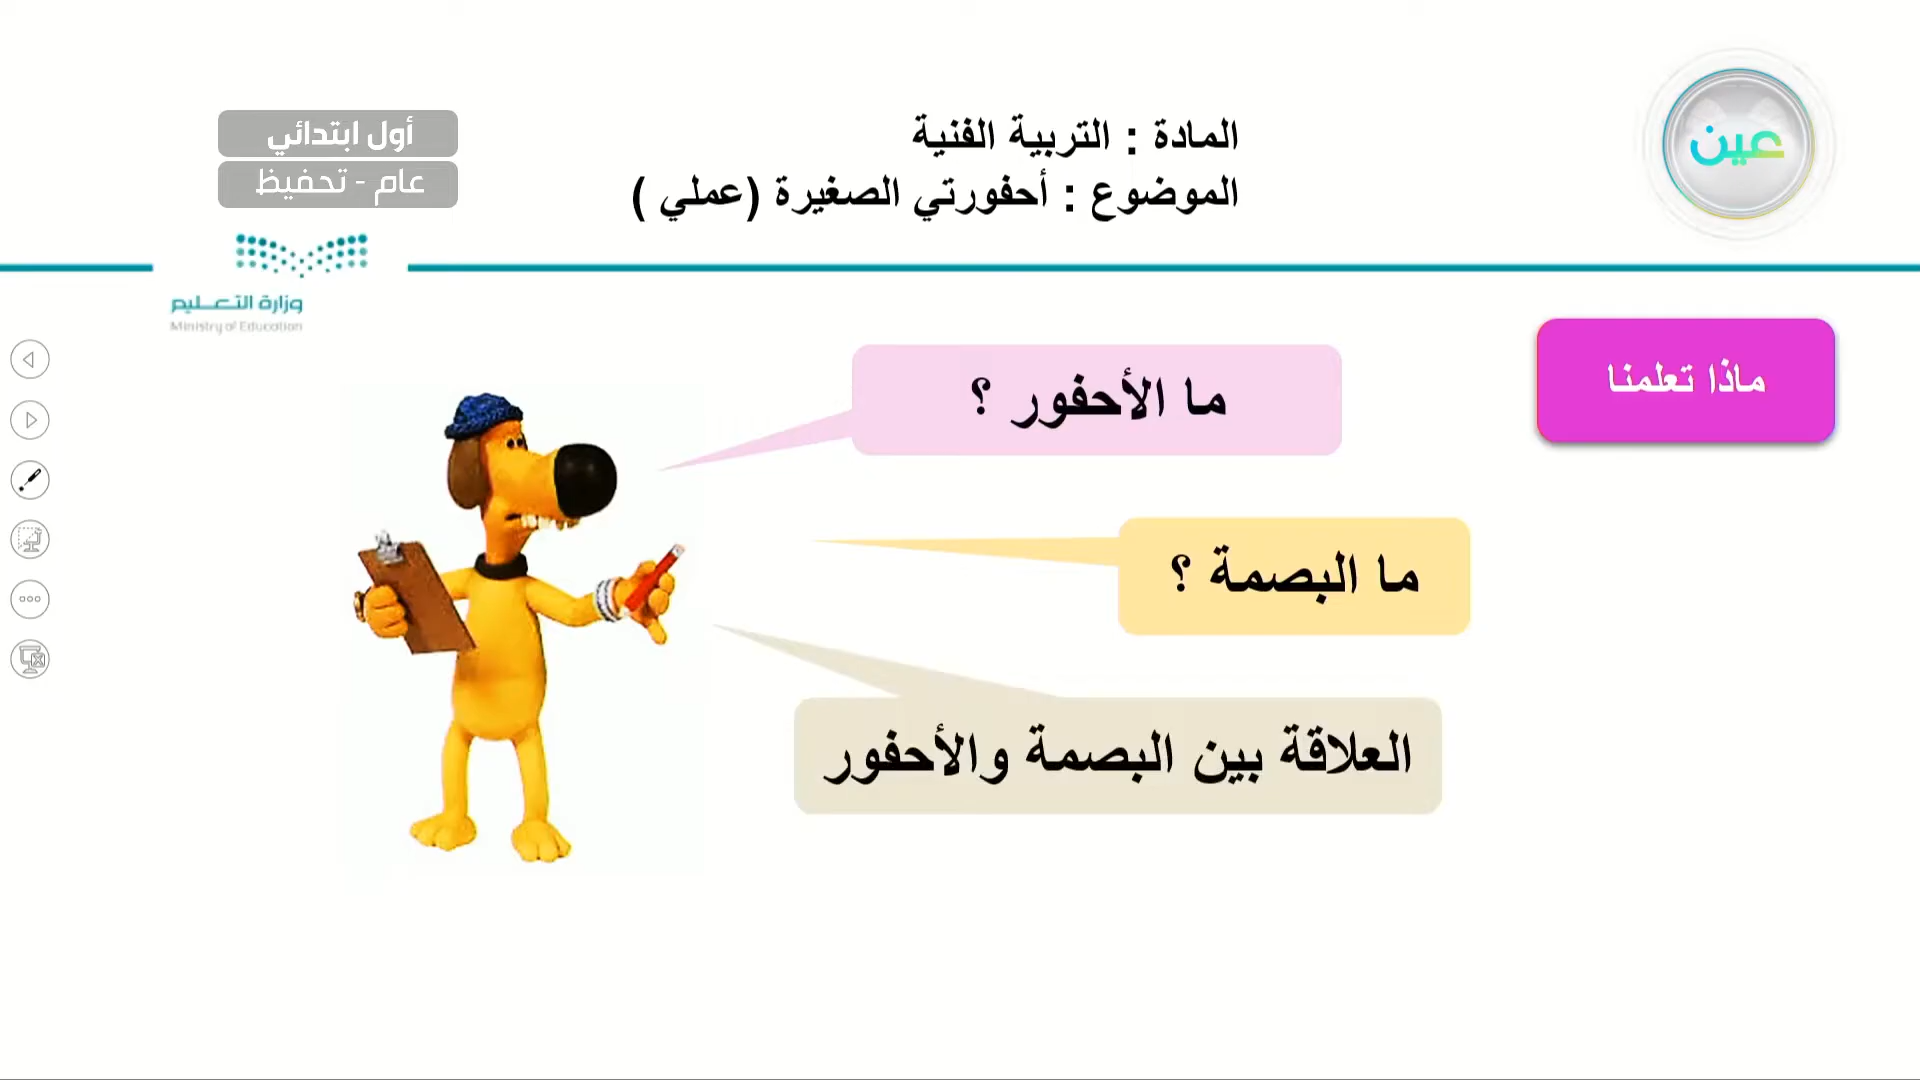 عين
المادة : التربية الفنية
الموضوع : أحفورتي الصغيرة (عملي )
أول ابتدائي
عام - تحفيظ
وزارة التعليم
Ministry of Education
ماذا تعلمنا
ما الأحفور ؟
ما البصمة ؟
العلاقة بين البصمة والأحفور